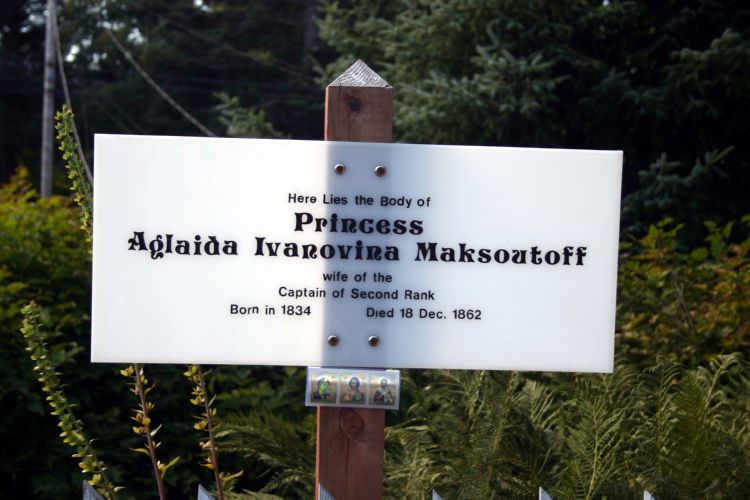 Here Lies the Body of
Princess
Aglaida Ivanovina Maksoutoff
wife of the
Captain of Second Rank
Born in 1834 Died 18 Dec. 1862